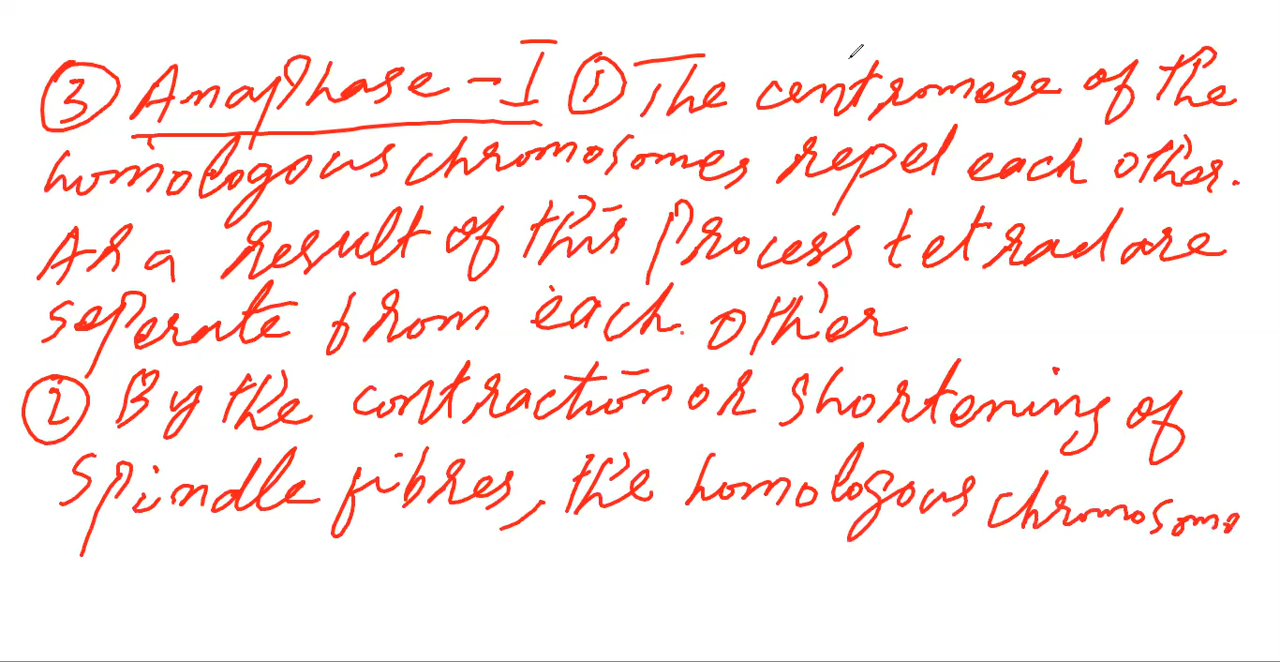 ③ Anaphase - I ① The centromere of the
homologous chromosomes repel each other.
As a result of this process tetrad are
seperate from each other
② By the contraction or shortening of
spindle fibres, the homologous chromosome